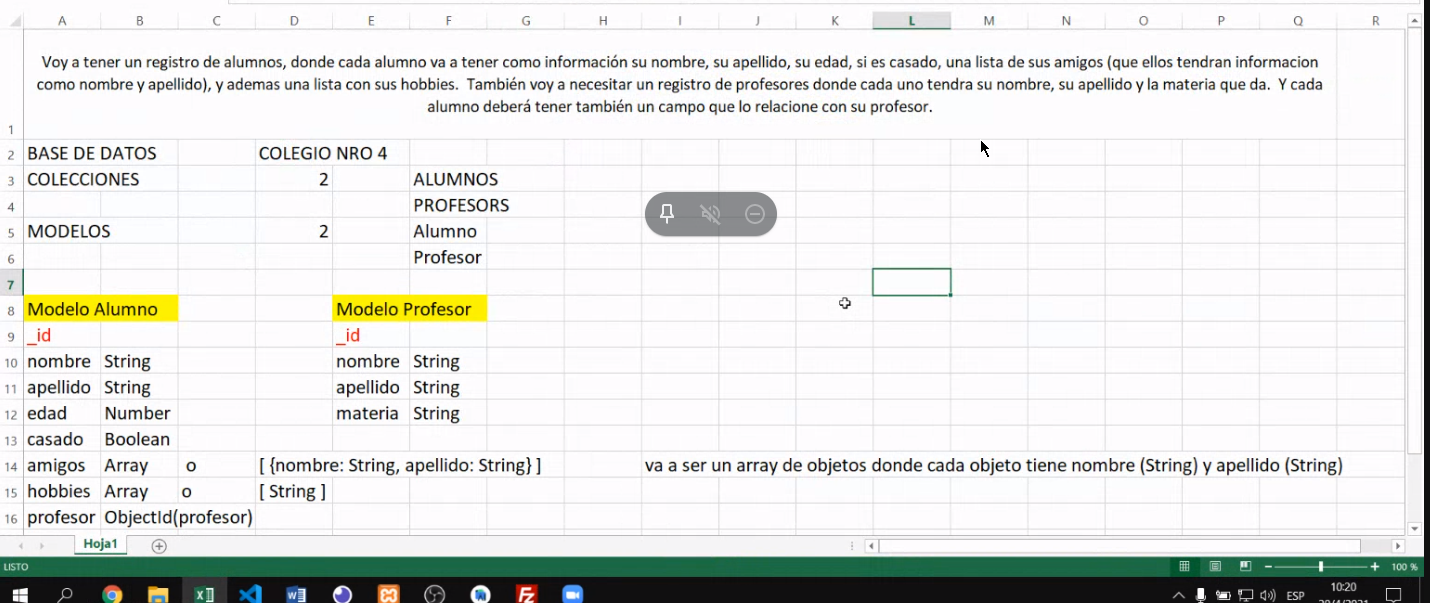 A B C D E F G H I J K L M N O P Q R
Voy a tener un registro de alumnos, donde cada alumno va a tener como información su nombre, su apellido, su edad, si es casado, una lista de sus amigos (que ellos tendran informacion
como nombre y apellido), y ademas una lista con sus hobbies. También voy a necesitar un registro de profesores donde cada uno tendra su nombre, su apellido y la materia que da. Y cada
alumno deberá tener también un campo que lo relacione con su profesor.
1
2 BASE DE DATOS COLEGIO NRO 4
3 COLECCIONES 2 ALUMNOS
4 PROFESORS
5 MODELOS 2 Alumno
6 Profesor
7
8 Modelo Alumno Modelo Profesor
9 _id _id
10 nombre String nombre String
11 apellido String apellido String
12 edad Number materia String
13 casado Boolean
14 amigos Array o [ {nombre: String, apellido: String} ] va a ser un array de objetos donde cada objeto tiene nombre (String) y apellido (String)
15 hobbies Array o [ String ]
16 profesor ObjectId(profesor)
Hoja1
LISTO 100 %
ESP 10:20